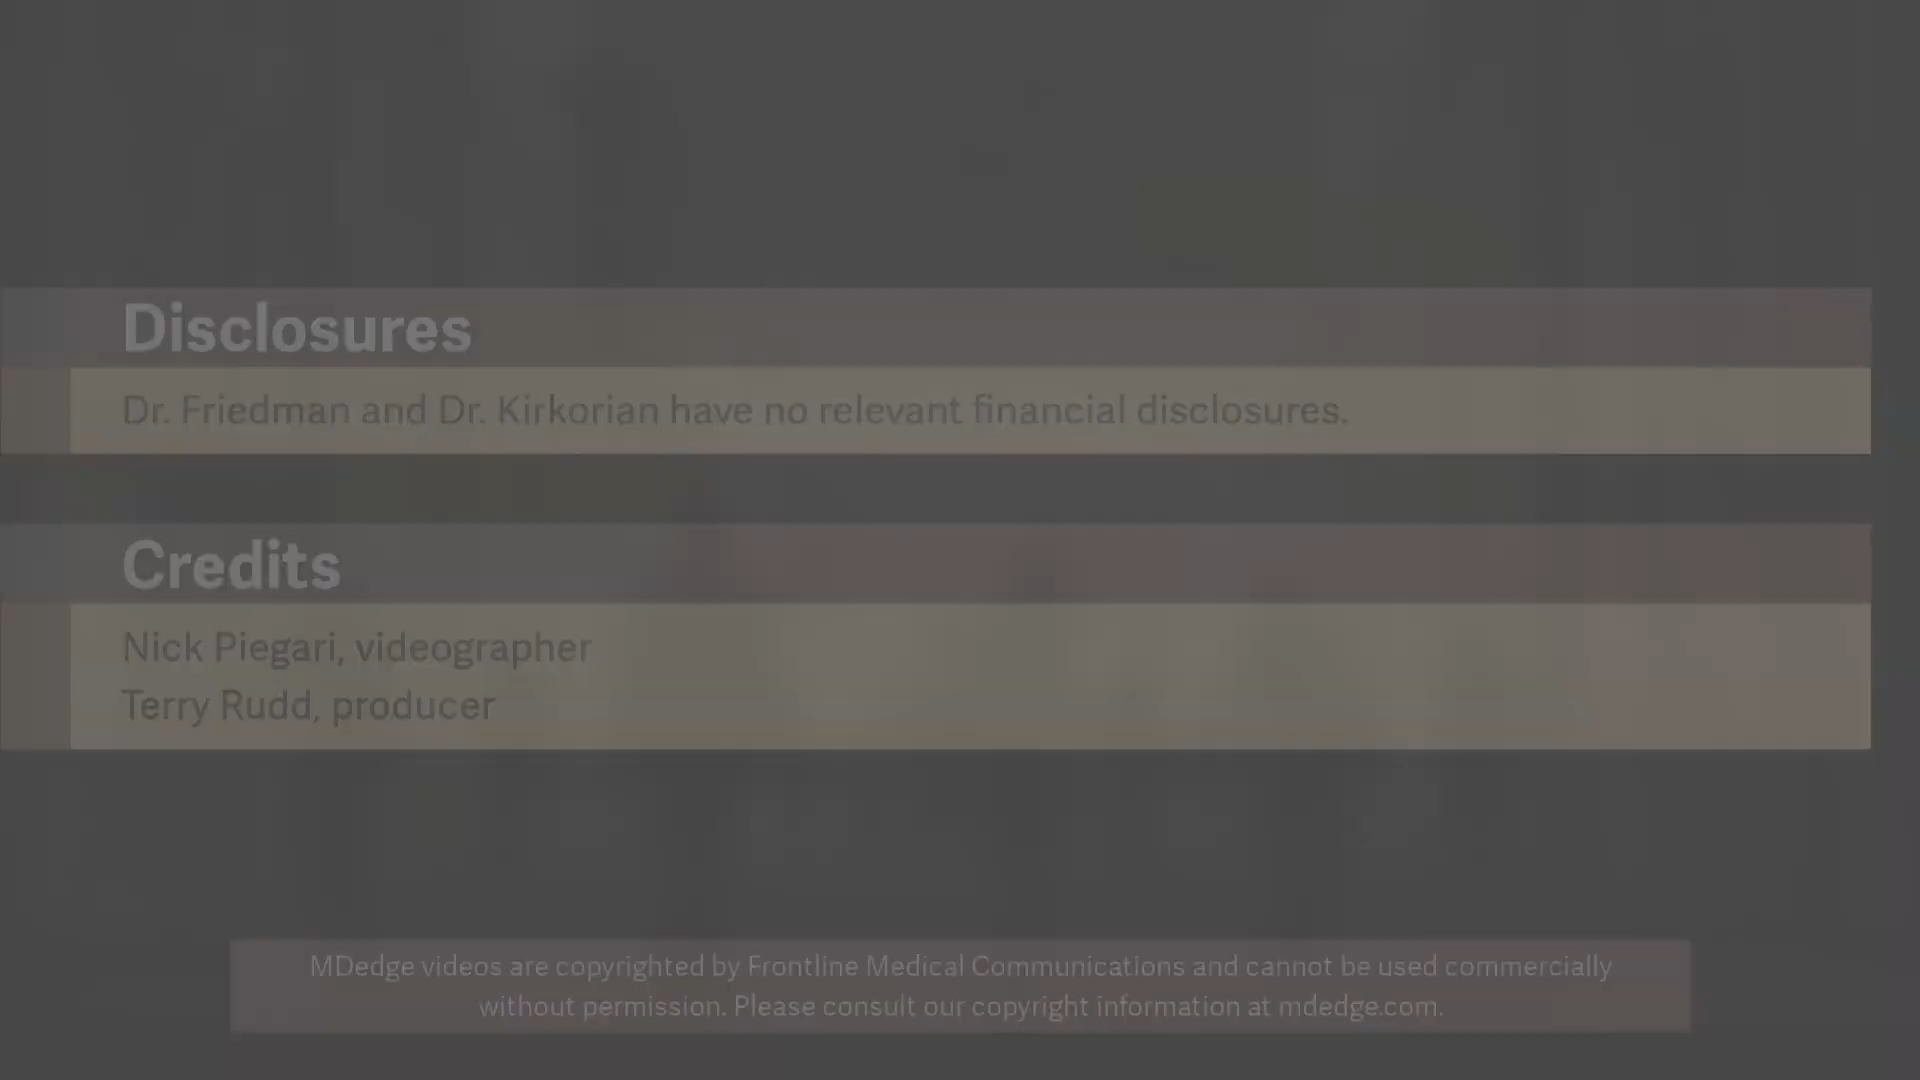 Disclosures
Dr. Friedman and Dr. Kirkorian have no relevant financial disclosures.
Credits
Nick Piegari, videographer
Terry Rudd, producer
MDedge videos are copyrighted by Frontline Medical Communications and cannot be used commercially
without permission. Please consult our copyright information at mdedge.com.